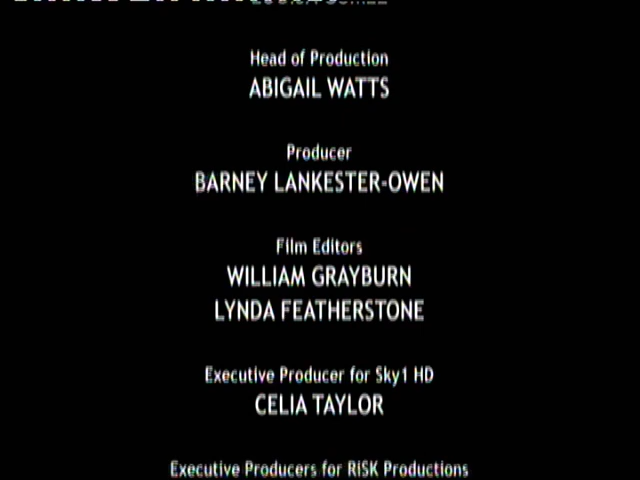 Head of Production
ABIGAIL WATTS
Producer
BARNEY LANKESTER-OWEN
Film Editors
WILLIAM GRAYBURN
LYNDA FEATHERSTONE
Executive Producer for Sky1 HD
CELIA TAYLOR
Executive Producers for RiSK Productions